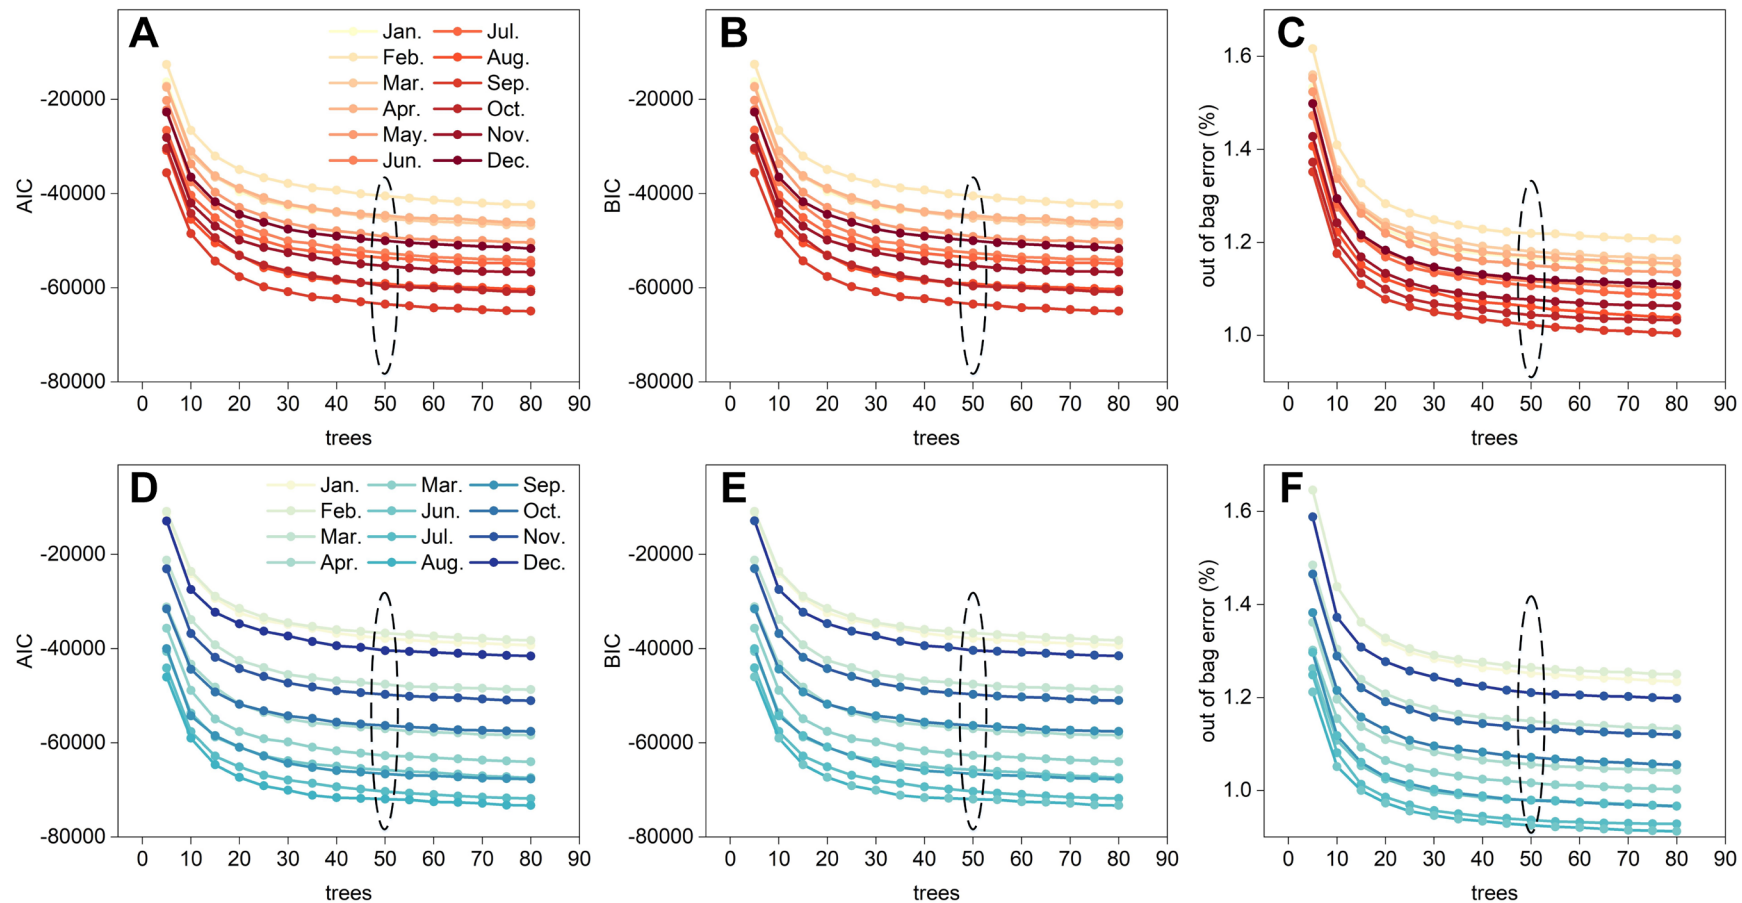 A
Jan. Jul.
Feb. Aug.
Mar. Sep.
Apr. Oct.
May. Nov.
Jun. Dec.
AIC
-20000
-40000
-60000
-80000
0 10 20 30 40 50 60 70 80 90
trees
B
BIC
-20000
-40000
-60000
-80000
0 10 20 30 40 50 60 70 80 90
trees
C
out of bag error (%)
1.6
1.4
1.2
1.0
0 10 20 30 40 50 60 70 80 90
trees
D
Jan. Mar. Sep.
Feb. Jun. Oct.
Mar. Jul. Nov.
Apr. Aug. Dec.
AIC
-20000
-40000
-60000
-80000
0 10 20 30 40 50 60 70 80 90
trees
E
BIC
-20000
-40000
-60000
-80000
0 10 20 30 40 50 60 70 80 90
trees
F
out of bag error (%)
1.6
1.4
1.2
1.0
0 10 20 30 40 50 60 70 80 90
trees